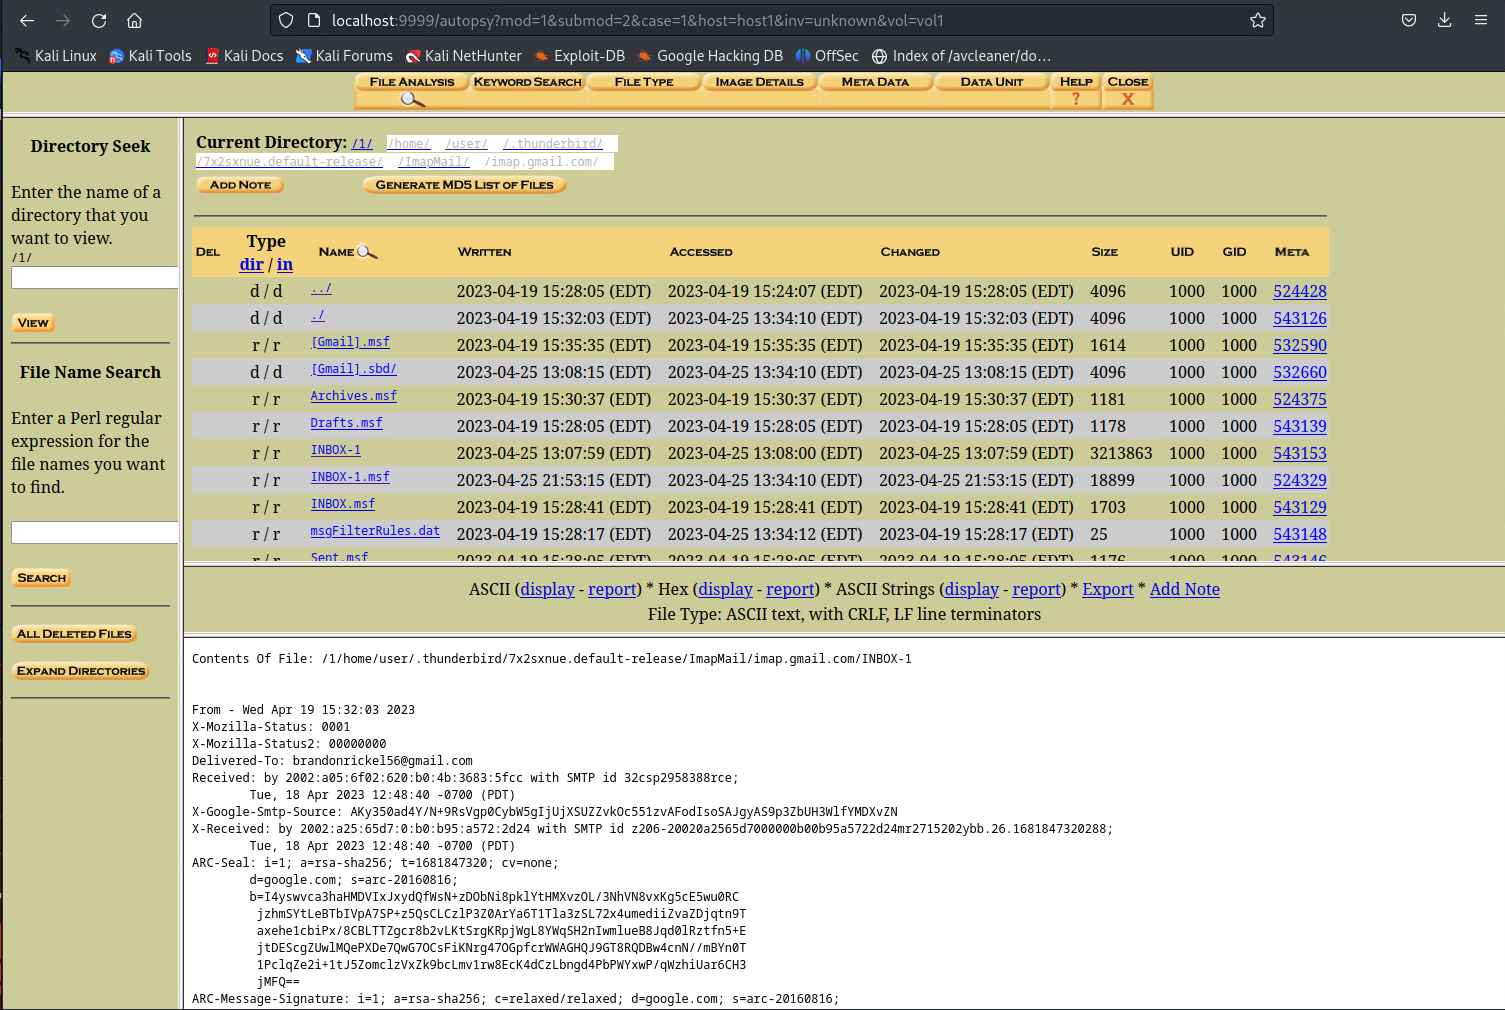 localhost:9999/autopsy?mod=1&submod=2&case=1&host=host1&inv=unknown&vol=vol1
Kali Linux Kali Tools Kali Docs Kali Forums Kali NetHunter Exploit-DB Google Hacking DB OffSec Index of /avcleaner/do…
FILE ANALYSIS KEYWORD SEARCH FILE TYPE IMAGE DETAILS META DATA DATA UNIT HELP CLOSE
? X
Directory Seek
Enter the name of a
directory that you
want to view.
/1/
VIEW
File Name Search
Enter a Perl regular
expression for the
file names you want
to find.
SEARCH
ALL DELETED FILES
EXPAND DIRECTORIES
Current Directory: /1/ /home/ /user/ /.thunderbird/
/7x2sxnue.default-release/ /ImapMail/ /imap.gmail.com/
ADD NOTE GENERATE MD5 LIST OF FILES
DEL Type dir / in NAME WRITTEN ACCESSED CHANGED SIZE UID GID META
d / d ../ 2023-04-19 15:28:05 (EDT) 2023-04-19 15:24:07 (EDT) 2023-04-19 15:28:05 (EDT) 4096 1000 1000 524428
d / d ./ 2023-04-19 15:32:03 (EDT) 2023-04-25 13:34:10 (EDT) 2023-04-19 15:32:03 (EDT) 4096 1000 1000 543126
r / r [Gmail].msf 2023-04-19 15:35:35 (EDT) 2023-04-19 15:35:35 (EDT) 2023-04-19 15:35:35 (EDT) 1614 1000 1000 532590
d / d [Gmail].sbd/ 2023-04-25 13:08:15 (EDT) 2023-04-25 13:34:10 (EDT) 2023-04-25 13:08:15 (EDT) 4096 1000 1000 532660
r / r Archives.msf 2023-04-19 15:30:37 (EDT) 2023-04-19 15:30:37 (EDT) 2023-04-19 15:30:37 (EDT) 1181 1000 1000 524375
r / r Drafts.msf 2023-04-19 15:28:05 (EDT) 2023-04-19 15:28:05 (EDT) 2023-04-19 15:28:05 (EDT) 1178 1000 1000 543139
r / r INBOX-1 2023-04-25 13:07:59 (EDT) 2023-04-25 13:08:00 (EDT) 2023-04-25 13:07:59 (EDT) 3213863 1000 1000 543153
r / r INBOX-1.msf 2023-04-25 21:53:15 (EDT) 2023-04-25 13:34:10 (EDT) 2023-04-25 21:53:15 (EDT) 18899 1000 1000 524329
r / r INBOX.msf 2023-04-19 15:28:41 (EDT) 2023-04-19 15:28:41 (EDT) 2023-04-19 15:28:41 (EDT) 1703 1000 1000 543129
r / r msgFilterRules.dat 2023-04-19 15:28:17 (EDT) 2023-04-25 13:34:12 (EDT) 2023-04-19 15:28:17 (EDT) 25 1000 1000 543148
r / r Sent.msf 2023-04-19 15:28:05 (EDT) 2023-04-19 15:28:05 (EDT) 2023-04-19 15:28:05 (EDT) 1176 1000 1000 543146
ASCII (display - report) * Hex (display - report) * ASCII Strings (display - report) * Export * Add Note
File Type: ASCII text, with CRLF, LF line terminators
Contents Of File: /1/home/user/.thunderbird/7x2sxnue.default-release/ImapMail/imap.gmail.com/INBOX-1
From - Wed Apr 19 15:32:03 2023
X-Mozilla-Status: 0001
X-Mozilla-Status2: 00000000
Delivered-To: brandonrickel56@gmail.com
Received: by 2002:a05:6f02:620:b0:4b:3683:5fcc with SMTP id 32csp2958388rce;
Tue, 18 Apr 2023 12:48:40 -0700 (PDT)
X-Google-Smtp-Source: AKy350ad4Y/N+9RsVgp0CybW5gIjUjXSUZZvkOc551zvAFodIsoSAJgyAS9p3ZbUH3WlfYMDXvZN
X-Received: by 2002:a25:65d7:0:b0:b95:a572:2d24 with SMTP id z206-20020a2565d7000000b00b95a5722d24mr2715202ybb.26.1681847320288;
Tue, 18 Apr 2023 12:48:40 -0700 (PDT)
ARC-Seal: i=1; a=rsa-sha256; t=1681847320; cv=none;
d=google.com; s=arc-20160816;
b=I4yswvca3haHMDVIxJxydQfWsN+zDObNi8pklYtHMXvzOL/3NhVN8vxKg5cE5wu0RC
jzhmSYtLeBTbIVpA7SP+z5QsCLCzlP3Z0ArYa6T1Tla3zSL72x4umediiZvaZDjqtn9T
axehe1cbiPx/8CBLTTZgcr8b2vLKtSrgKRpjWgL8YWqSH2nIwmlueB8Jqd0lRztfn5+E
jtDEScgZUwlMQePXDe7QwG7OCsFiKNrg47OGpfcrWWAGHQJ9GT8RQDBw4cnN//mBYn0T
1PclqZe2i+1tJ5ZomclzVxZk9bcLmv1rw8EcK4dCzLbngd4PbPWYxwP/qWzhiUar6CH3
jMFQ==
ARC-Message-Signature: i=1; a=rsa-sha256; c=relaxed/relaxed; d=google.com; s=arc-20160816;